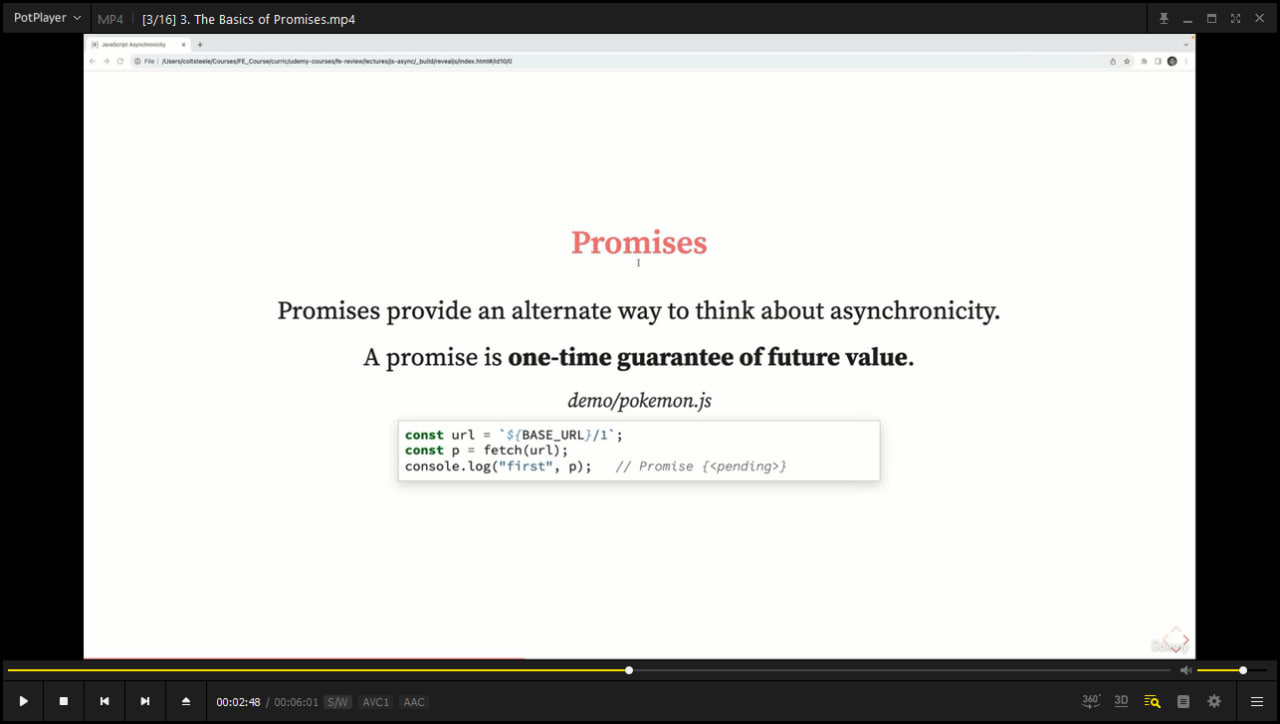 PotPlayer
MP4
[3/16] 3. The Basics of Promises.mp4
JavaScript Asynchronicity
File | /Users/coltsteele/Courses/FE_Course/curric/udemy-courses/fe-review/lectures/js-async/_build/revealjs/index.html#/id10/0
Promises
Promises provide an alternate way to think about asynchronicity.
A promise is one-time guarantee of future value.
demo/pokemon.js
const url = `${BASE_URL}/1`;
const p = fetch(url);
console.log("first", p);   // Promise {<pending>}
Udemy
00:02:48 / 00:06:01 S/W AVC1 AAC
360° 3D